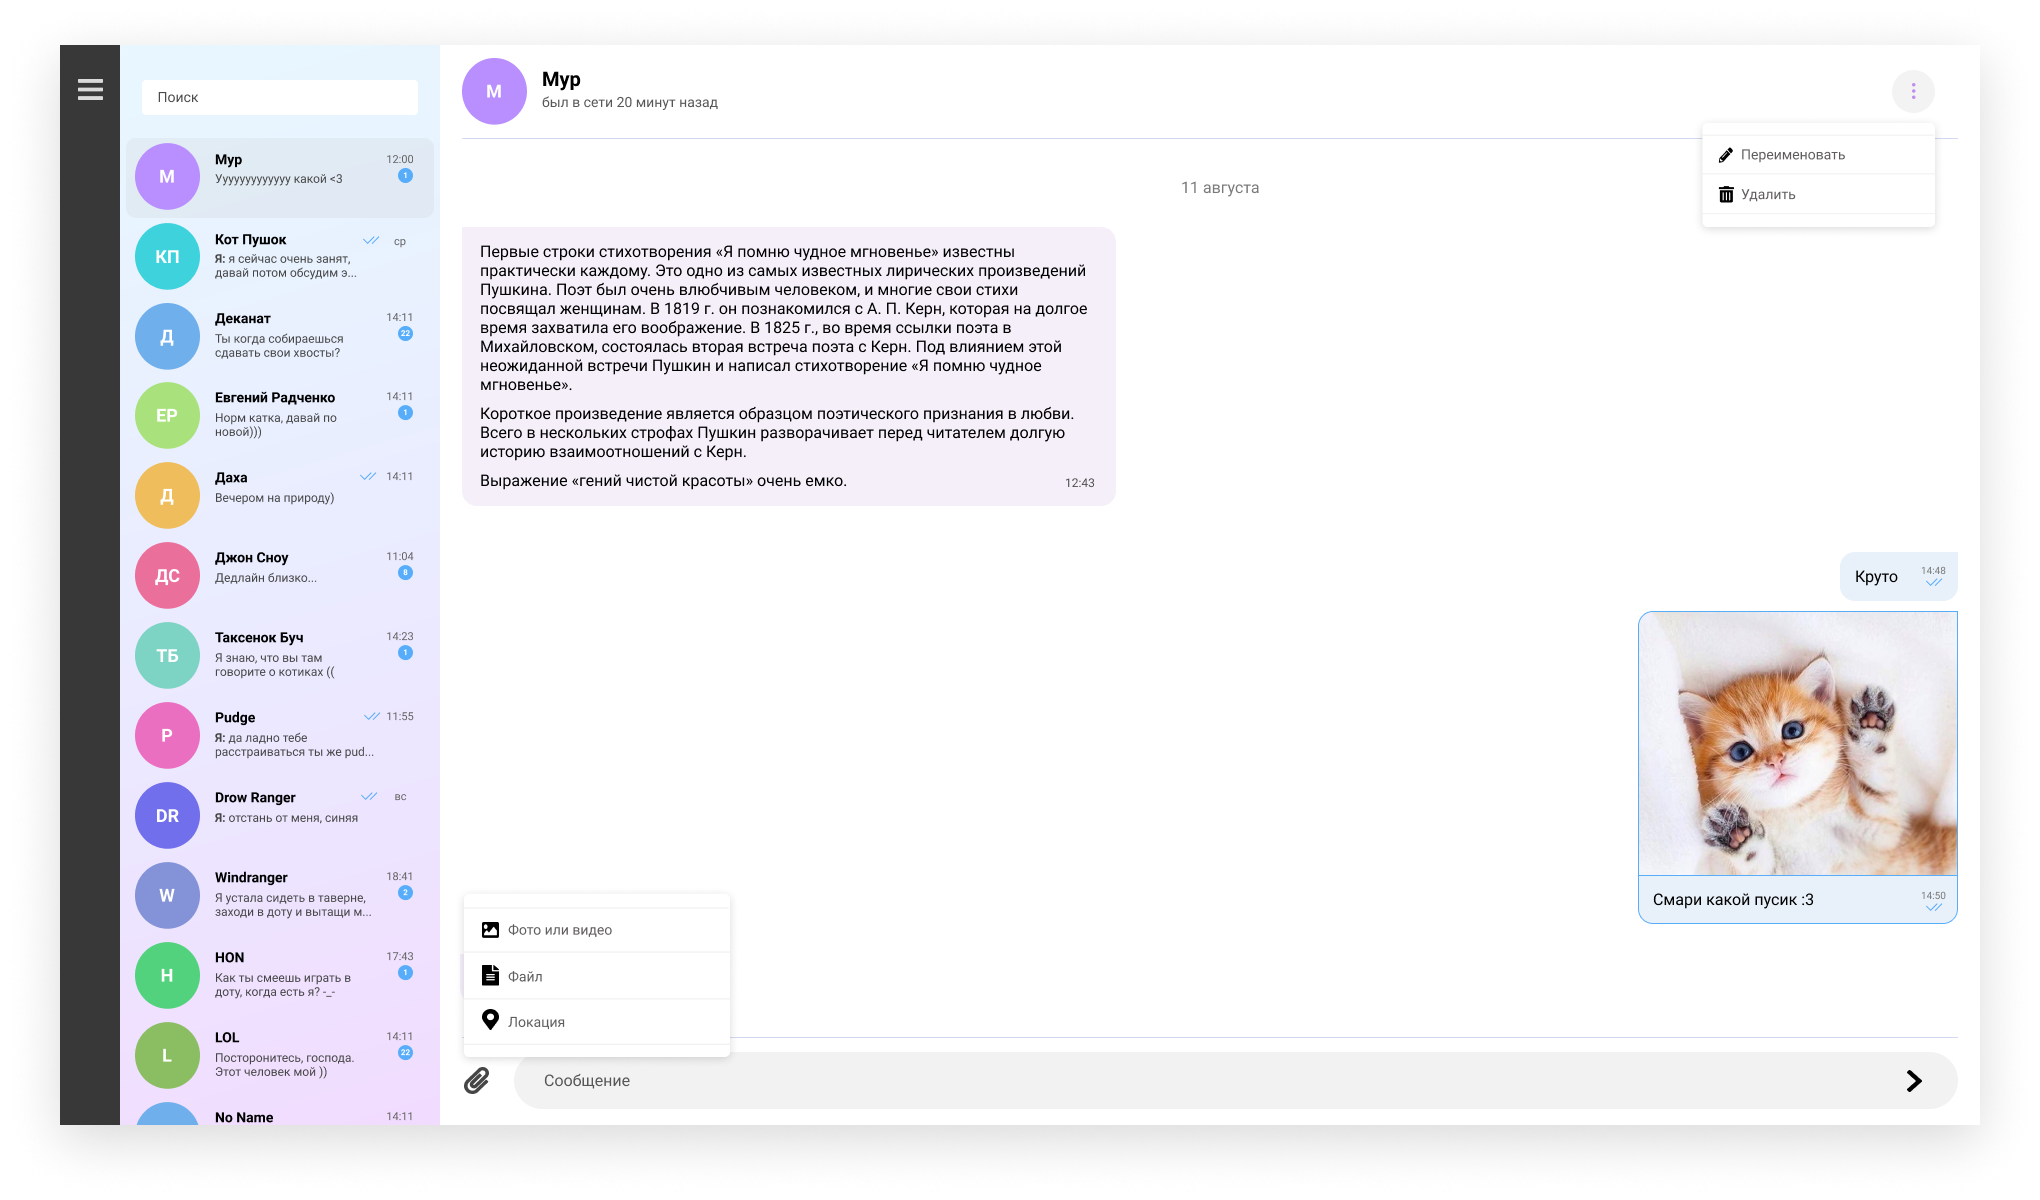 Поиск
М
Мур
12:00
Ууууууууууууу какой <3
1
КП
Кот Пушок
ср
Я: я сейчас очень занят,
давай потом обсудим э...
Д
Деканат
14:11
Ты когда собираешься
22
сдавать свои хвосты?
ЕР
Евгений Радченко
14:11
Норм катка, давай по
1
новой)))
Д
Даха
14:11
Вечером на природу)
ДС
Джон Сноу
11:04
Дедлайн близко...
8
ТБ
Таксенок Буч
14:23
Я знаю, что вы там
1
говорите о котиках ((
P
Pudge
11:55
Я: да ладно тебе
расстраиваться ты же pud...
DR
Drow Ranger
вс
Я: отстань от меня, синяя
W
Windranger
18:41
Я устала сидеть в таверне,
2
заходи в доту и вытащи м...
H
HON
17:43
Как ты смеешь играть в
1
доту, когда есть я? -_-
L
LOL
14:11
Посторонитесь, господа.
22
Этот человек мой ))
No Name
14:11
М
Мур
был в сети 20 минут назад
Переименовать
Удалить
11 августа
Первые строки стихотворения «Я помню чудное мгновенье» известны
практически каждому. Это одно из самых известных лирических произведений
Пушкина. Поэт был очень влюбчивым человеком, и многие свои стихи
посвящал женщинам. В 1819 г. он познакомился с А. П. Керн, которая на долгое
время захватила его воображение. В 1825 г., во время ссылки поэта в
Михайловском, состоялась вторая встреча поэта с Керн. Под влиянием этой
неожиданной встречи Пушкин и написал стихотворение «Я помню чудное
мгновенье».
Короткое произведение является образцом поэтического признания в любви.
Всего в нескольких строфах Пушкин разворачивает перед читателем долгую
историю взаимоотношений с Керн.
Выражение «гений чистой красоты» очень емко.
12:43
Круто
14:48
Смари какой пусик :3
14:50
Фото или видео
Файл
Локация
Сообщение